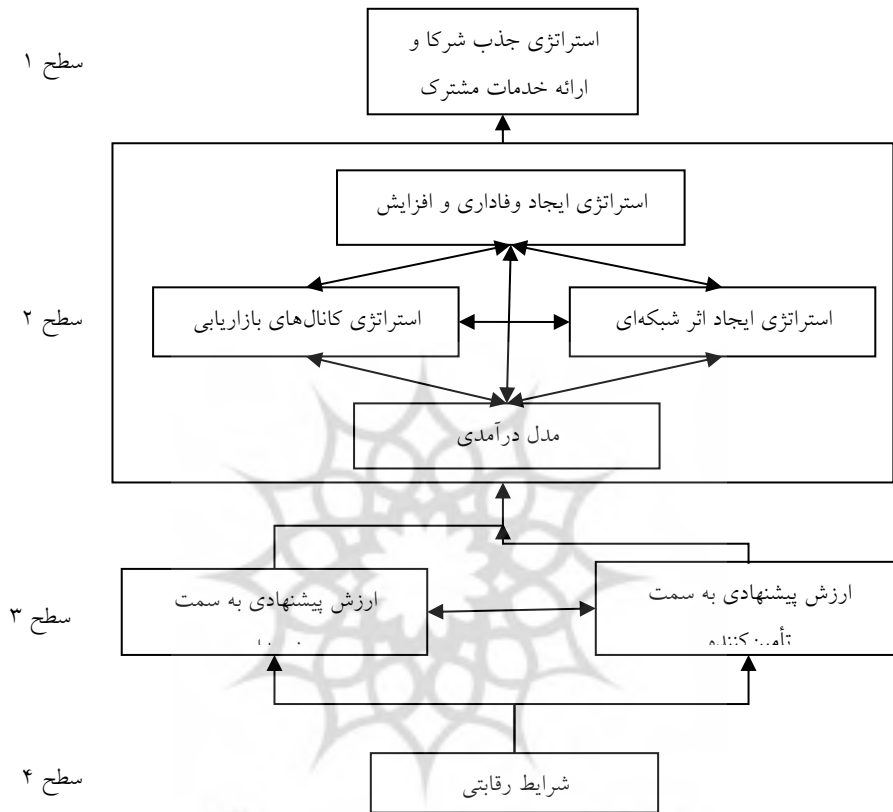 سطح ۱
استراتژی جذب شرکا و
ارائه خدمات مشترک
استراتژی ایجاد وفاداری و افزایش
سطح ۲
استراتژی ایجاد اثر شبکه‌ای
استراتژی کانال‌های بازاریابی
مدل درآمدی
سطح ۳
ارزش پیشنهادی به سمت
تأمین‌کننده
ارزش پیشنهادی به سمت
سطح ۴
شرایط رقابتی